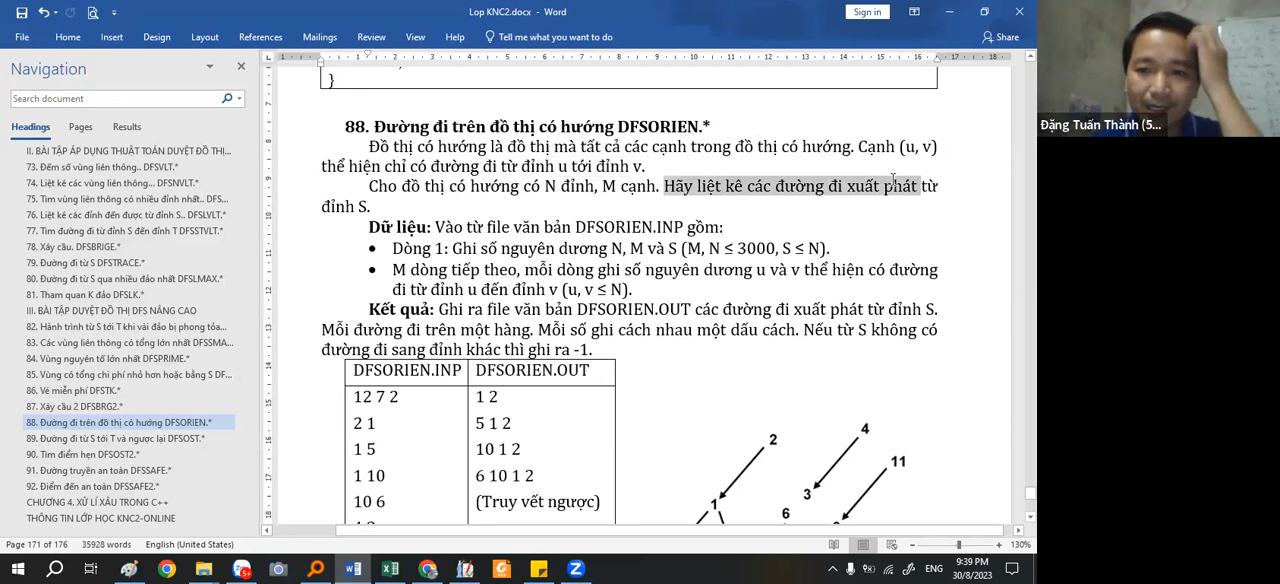 Lop KNC2.docx - Word
Sign in
File Home Insert Design Layout References Mailings Review View Help Tell me what you want to do Share
Navigation
Search document
Headings Pages Results
II. BÀI TẬP ÁP DỤNG THUẬT TOÁN DUYỆT ĐỒ THỊ...
73. Đếm số vùng liên thông.. DFSVLT.*
74. Liệt kê các vùng liên thông.. DFSNVLT.*
75. Tìm vùng liên thông có nhiều đỉnh nhất.. DFS...
76. Liệt kê các đỉnh đến được từ đỉnh S.. DFSLVLT.*
77. Tìm đường đi từ đỉnh S đến đỉnh T DFSSTVLT.*
78. Xây cầu. DFSBRIGE.*
79. Đường đi từ S DFSTRACE.*
80. Đường đi từ S qua nhiều đảo nhất DFSLMAX.*
81. Tham quan K đảo DFSLK.*
III. BÀI TẬP DUYỆT ĐỒ THỊ DFS NÂNG CAO
82. Hành trình từ S tới T khi vài đảo bị phong tỏa...
83. Các vùng liên thông có tổng lớn nhất DFSSMA...
84. Vùng nguyên tố lớn nhất DFSPRIME.*
85. Vùng có tổng chi phí nhỏ hơn hoặc bằng S DF...
86. Vé miễn phí DFSTK.*
87. Xây cầu 2 DFSBRG2.*
88. Đường đi trên đồ thị có hướng DFSORIEN.*
89. Đường đi từ S tới T và ngược lại DFSOST.*
90. Tìm điểm hẹn DFSOST2.*
91. Đường truyền an toàn DFSSAFE.*
92. Điểm đến an toàn DFSSAFE2.*
CHƯƠNG 4. XỬ LÍ XÂU TRONG C++
THÔNG TIN LỚP HỌC KNC2-ONLINE
}
88. Đường đi trên đồ thị có hướng DFSORIEN.*
Đồ thị có hướng là đồ thị mà tất cả các cạnh trong đồ thị có hướng. Cạnh (u, v)
thể hiện chỉ có đường đi từ đỉnh u tới đỉnh v.
Cho đồ thị có hướng có N đỉnh, M cạnh. Hãy liệt kê các đường đi xuất phát từ
đỉnh S.
Dữ liệu: Vào từ file văn bản DFSORIEN.INP gồm:
• Dòng 1: Ghi số nguyên dương N, M và S (M, N ≤ 3000, S ≤ N).
• M dòng tiếp theo, mỗi dòng ghi số nguyên dương u và v thể hiện có đường
đi từ đỉnh u đến đỉnh v (u, v ≤ N).
Kết quả: Ghi ra file văn bản DFSORIEN.OUT các đường đi xuất phát từ đỉnh S.
Mỗi đường đi trên một hàng. Mỗi số ghi cách nhau một dấu cách. Nếu từ S không có
đường đi sang đỉnh khác thì ghi ra -1.
DFSORIEN.INP DFSORIEN.OUT
12 7 2 1 2
2 1 5 1 2
1 5 10 1 2
1 10 6 10 1 2
10 6 (Truy vết ngược)
2 4 11
1 3 6
Đặng Tuấn Thành (5...
Page 171 of 176 35928 words English (United States) 130%
ENG 9:39 PM
30/8/2023